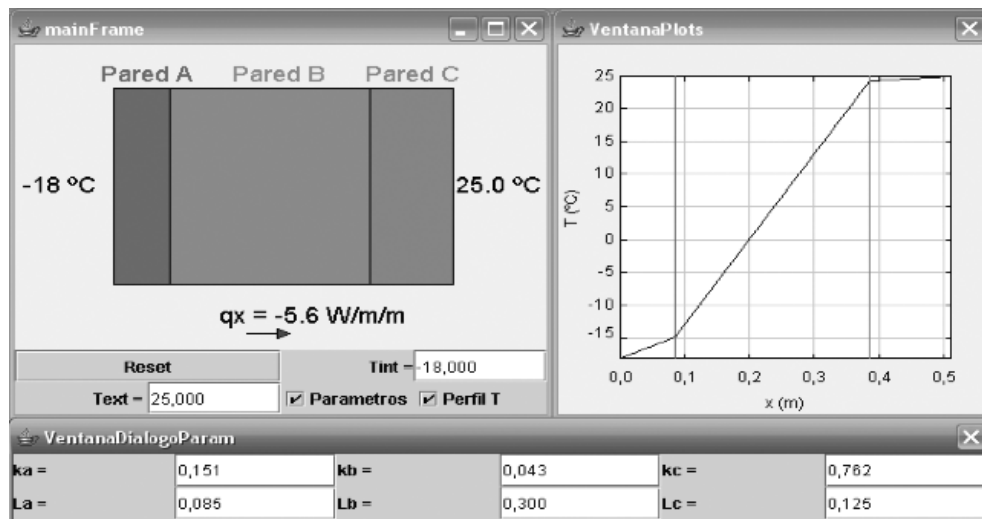 mainFrame
Pared A Pared B Pared C
-18 ºC
25.0 ºC
qx = -5.6 W/m/m
Reset
Tint = -18,000
Text = 25,000
Parametros
Perfil T
VentanaPlots
25
20
15
10
5
0
-5
-10
-15
T (ºC)
0,0 0,1 0,2 0,3 0,4 0,5
x (m)
VentanaDialogoParam
ka = 0,151 kb = 0,043 kc = 0,762
La = 0,085 Lb = 0,300 Lc = 0,125